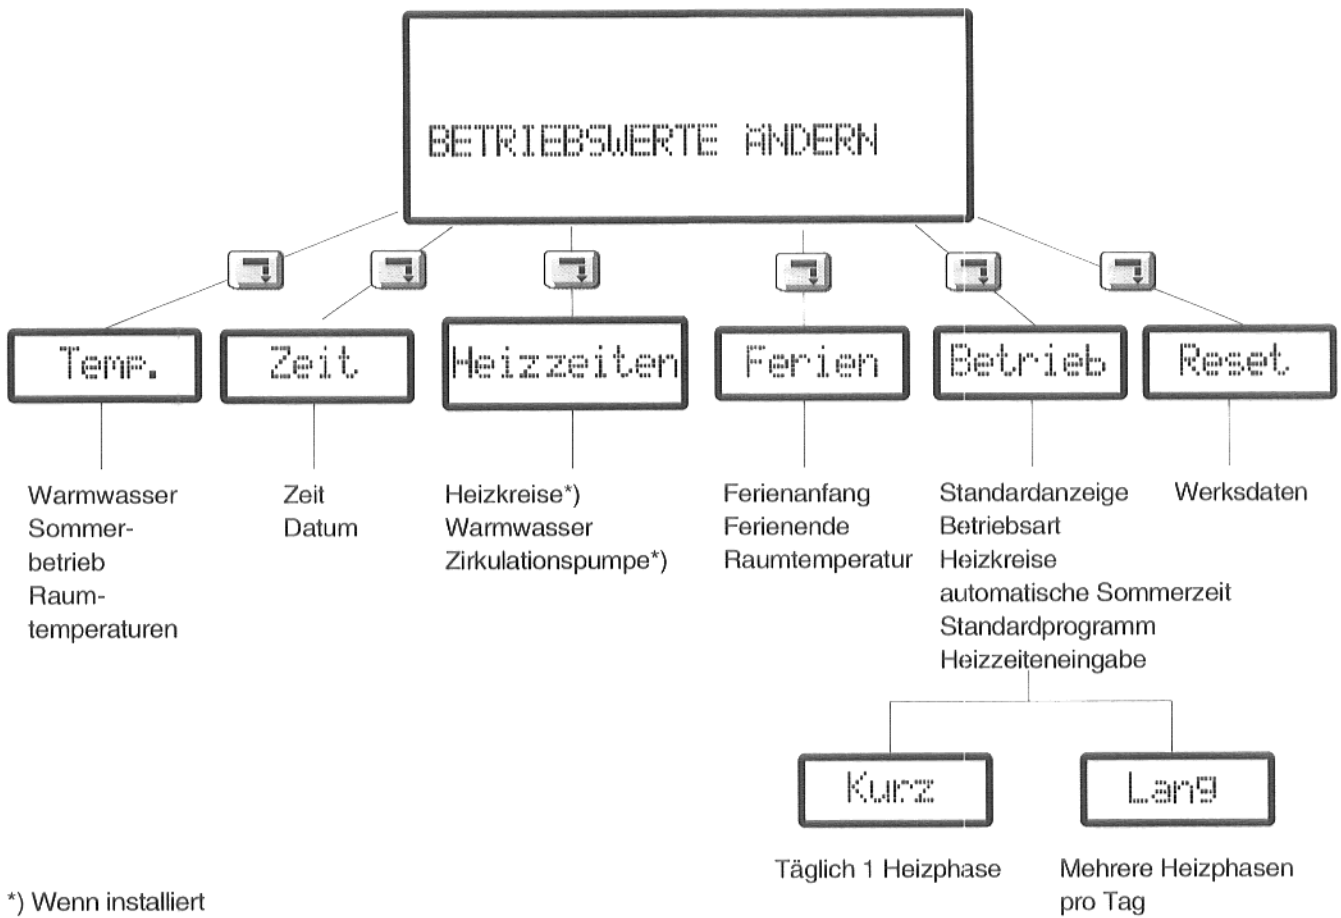 BETRIEBSWERTE ÄNDERN
Temp.
Zeit
Heizzeiten
Ferien
Betrieb
Reset
Warmwasser
Sommer-
betrieb
Raum-
temperaturen
Zeit
Datum
Heizkreise*)
Warmwasser
Zirkulationspumpe*)
Ferienanfang
Ferienende
Raumtemperatur
Standardanzeige
Betriebsart
Heizkreise
automatische Sommerzeit
Standardprogramm
Heizzeiteneingabe
Werksdaten
Kurz
Lang
Täglich 1 Heizphase
Mehrere Heizphasen
pro Tag
*) Wenn installiert